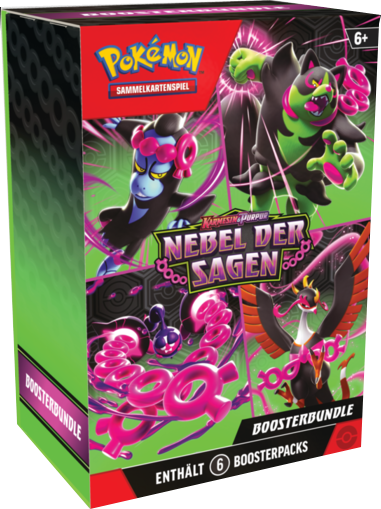 POKÉMON
SAMMELKARTENSPIEL
6+
KARMESIN & PURPUR
NEBEL DER
SAGEN
BOOSTERBUNDLE
BOOSTERBUNDLE
ENTHÄLT 6 BOOSTERPACKS